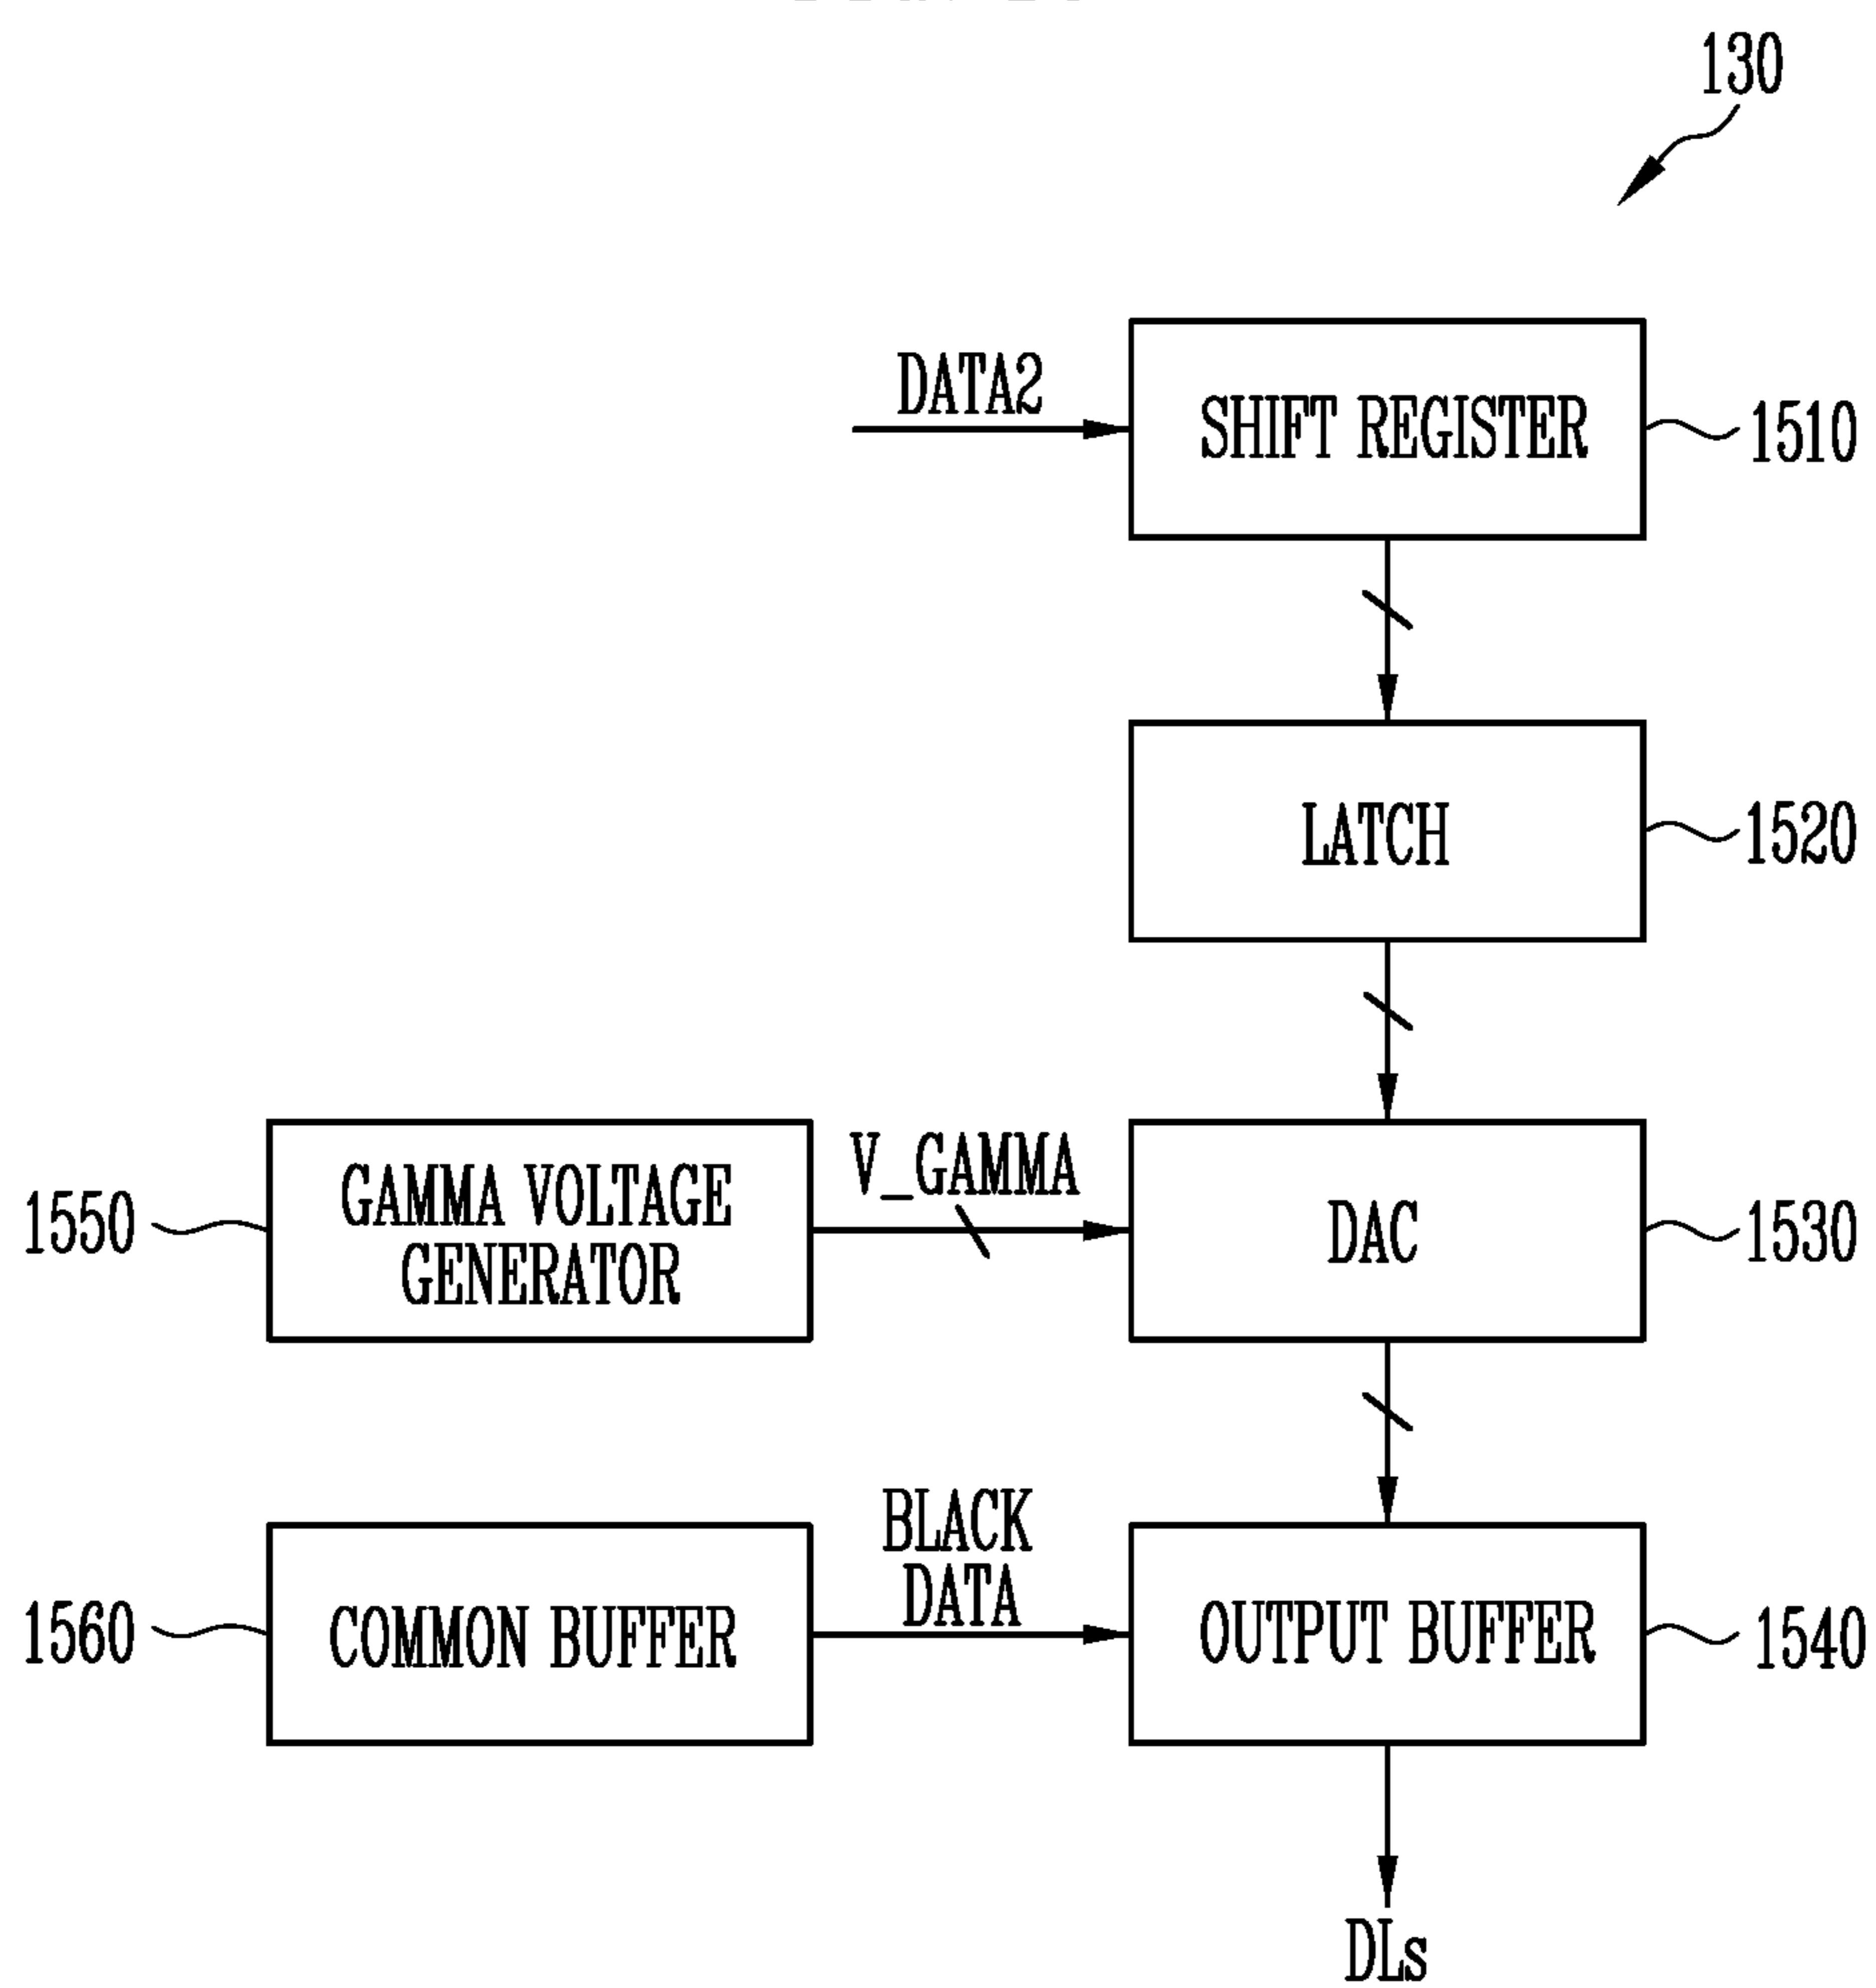 130
DATA2
SHIFT REGISTER
1510
LATCH
1520
1550
GAMMA VOLTAGE
GENERATOR
V_GAMMA
DAC
1530
1560
COMMON BUFFER
BLACK
DATA
OUTPUT BUFFER
1540
DLs